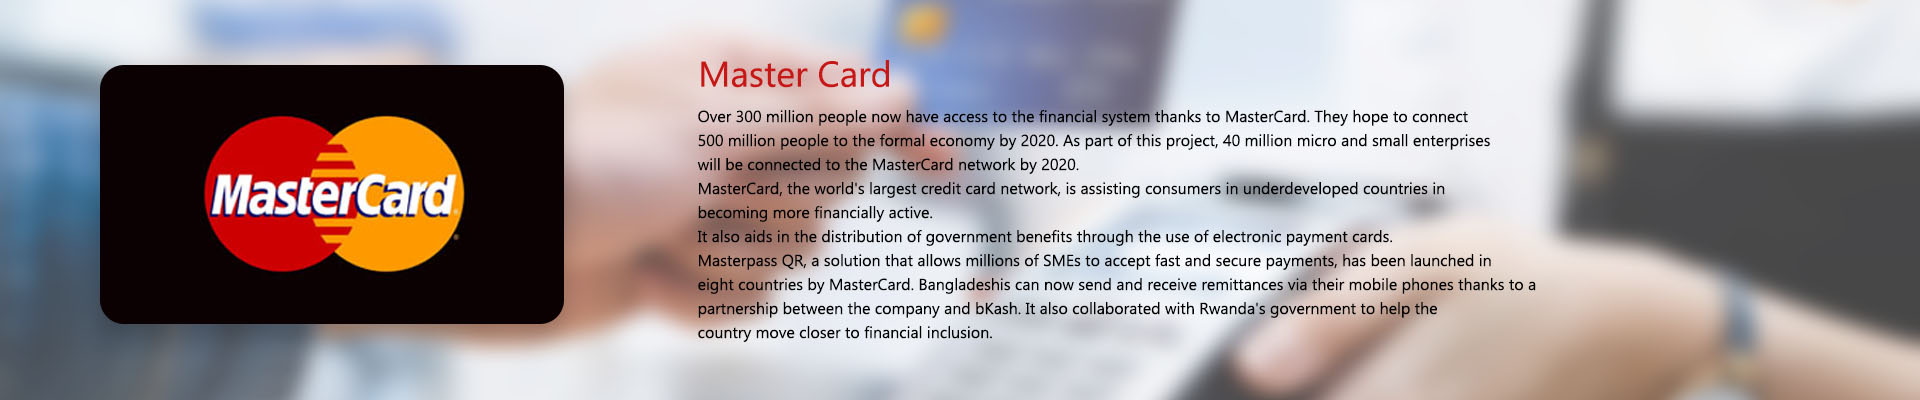 MasterCard
Master Card
Over 300 million people now have access to the financial system thanks to MasterCard. They hope to connect
500 million people to the formal economy by 2020. As part of this project, 40 million micro and small enterprises
will be connected to the MasterCard network by 2020.
MasterCard, the world's largest credit card network, is assisting consumers in underdeveloped countries in
becoming more financially active.
It also aids in the distribution of government benefits through the use of electronic payment cards.
Masterpass QR, a solution that allows millions of SMEs to accept fast and secure payments, has been launched in
eight countries by MasterCard. Bangladeshis can now send and receive remittances via their mobile phones thanks to a
partnership between the company and bKash. It also collaborated with Rwanda's government to help the
country move closer to financial inclusion.